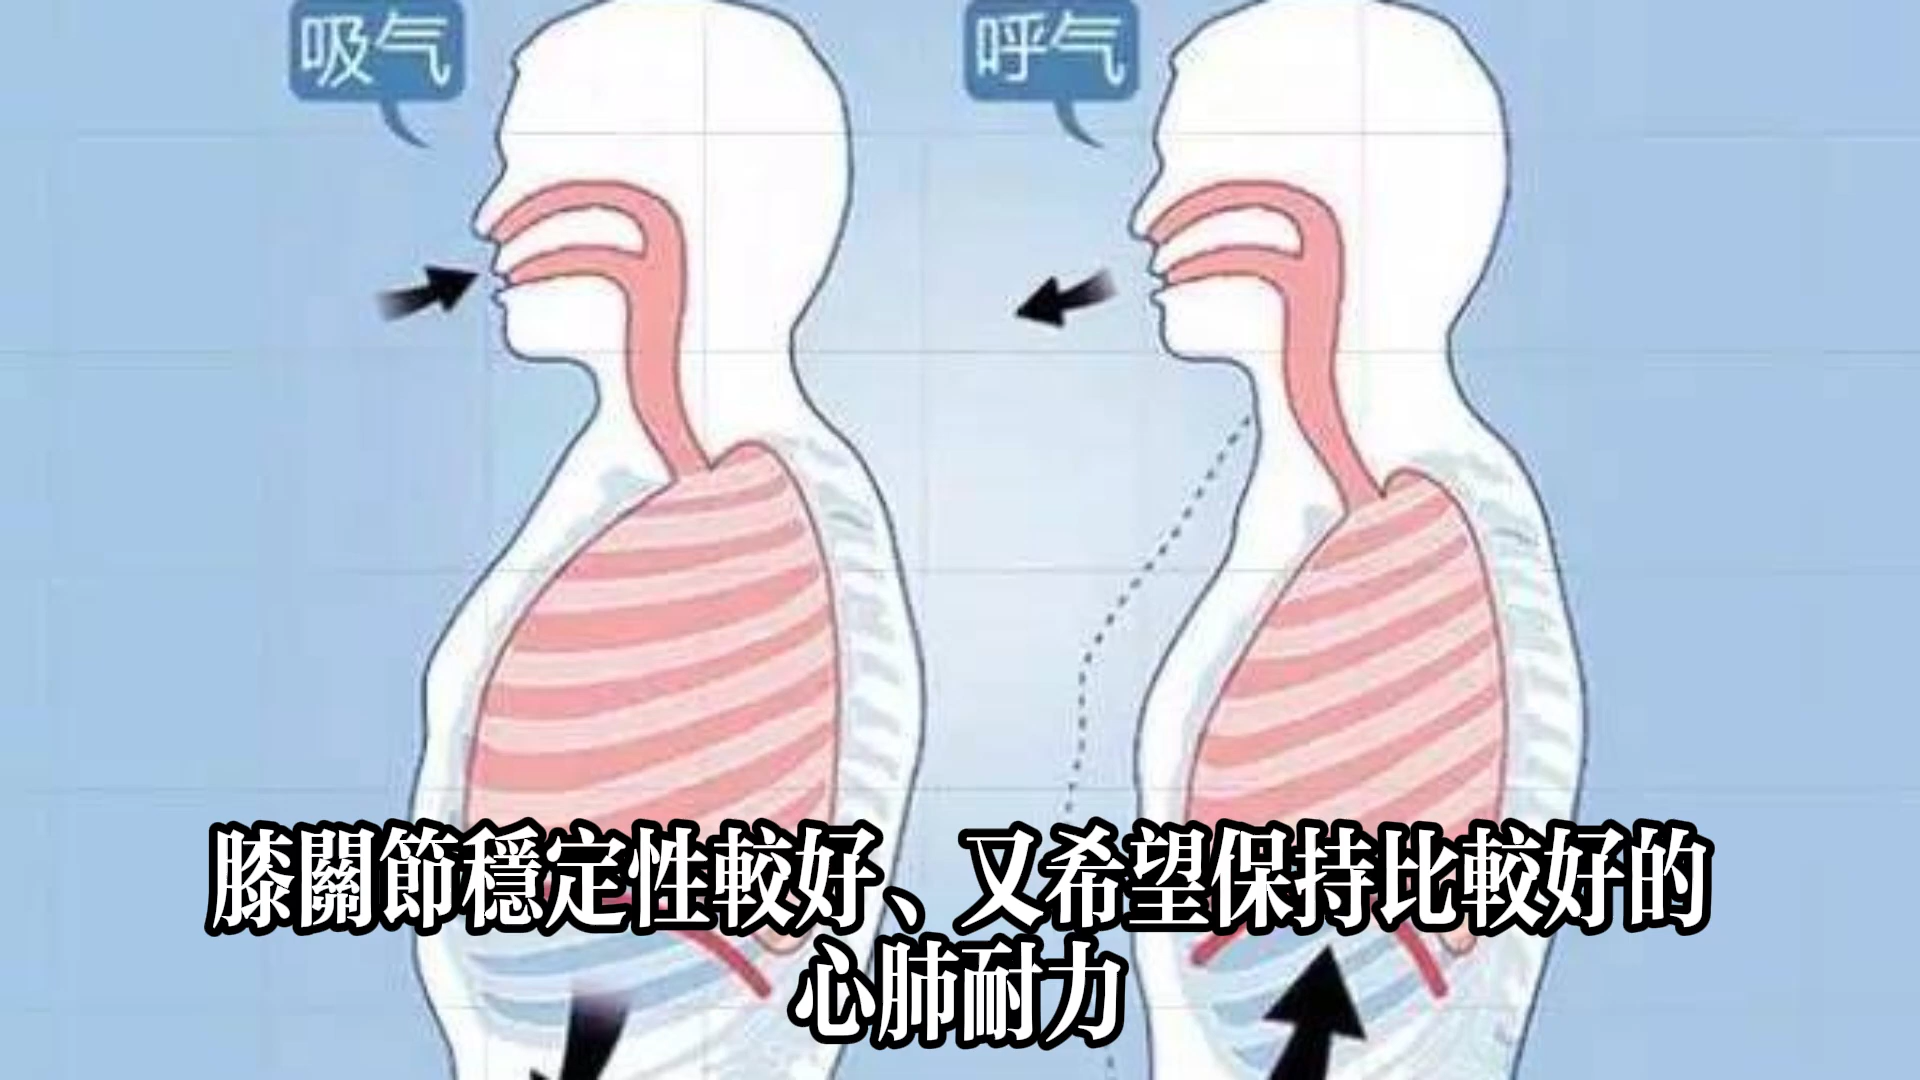 吸气
呼气
膝關節穩定性較好、又希望保持比較好的
心肺耐力